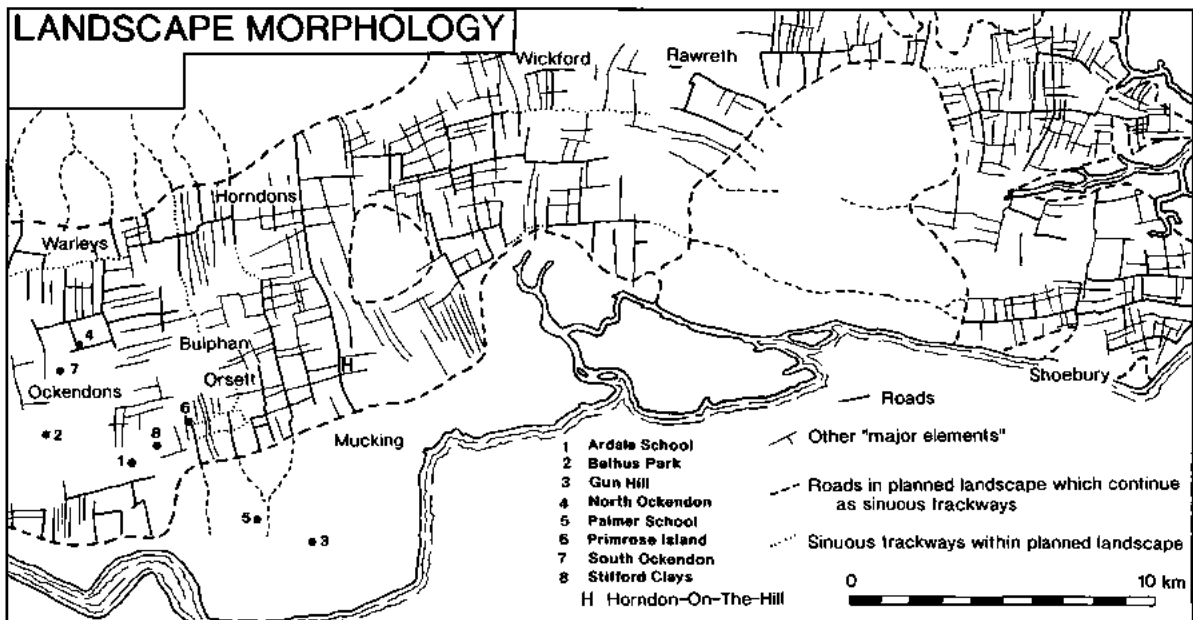 LANDSCAPE MORPHOLOGY
Wickford
Rawreth
Horndons
Warleys
4
Bulphan
7
Ockendons
Orsett
H
6
2
8
1
Mucking
5
3
Shoebury
Roads
Other "major elements"
Roads in planned landscape which continue
as sinuous trackways
Sinuous trackways within planned landscape
1 Ardale School
2 Belhus Park
3 Gun Hill
4 North Ockendon
5 Palmer School
6 Primrose Island
7 South Ockendon
8 Stifford Clays
H Horndon-On-The-Hill
0 10 km